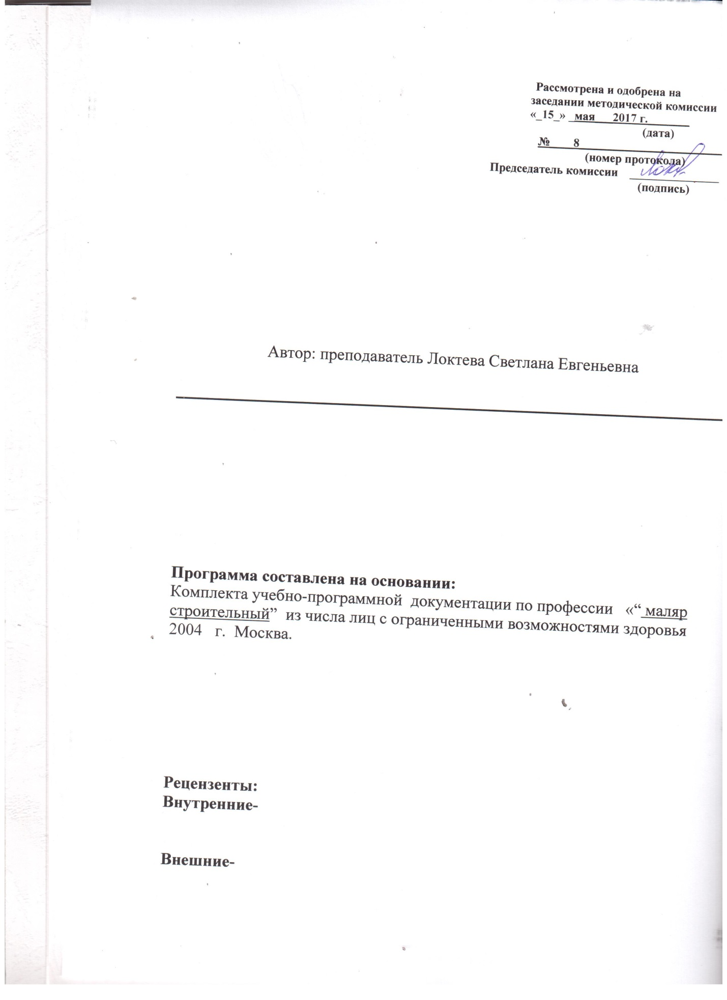 Рассмотрена и одобрена на
заседании методической комиссии
«_15_» _мая 2017 г.
(дата)
№ 8
(номер протокола)
Председатель комиссии
(подпись)
Автор: преподаватель Локтева Светлана Евгеньевна
Программа составлена на основании:
Комплекта учебно-программной документации по профессии «“ маляр
строительный” из числа лиц с ограниченными возможностями здоровья
2004 г. Москва.
Рецензенты:
Внутренние-
Внешние-